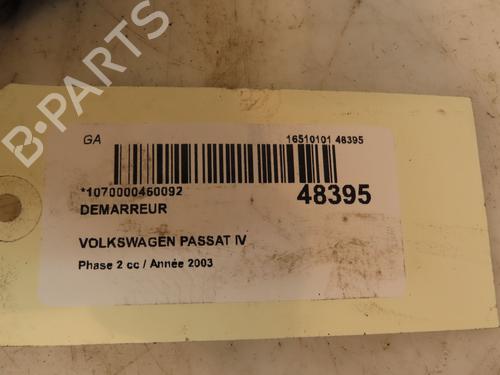 B-PARTS
GA
16510101 48395
*1070000460092
48395
DEMARREUR
VOLKSWAGEN PASSAT IV
Phase 2 cc / Année 2003